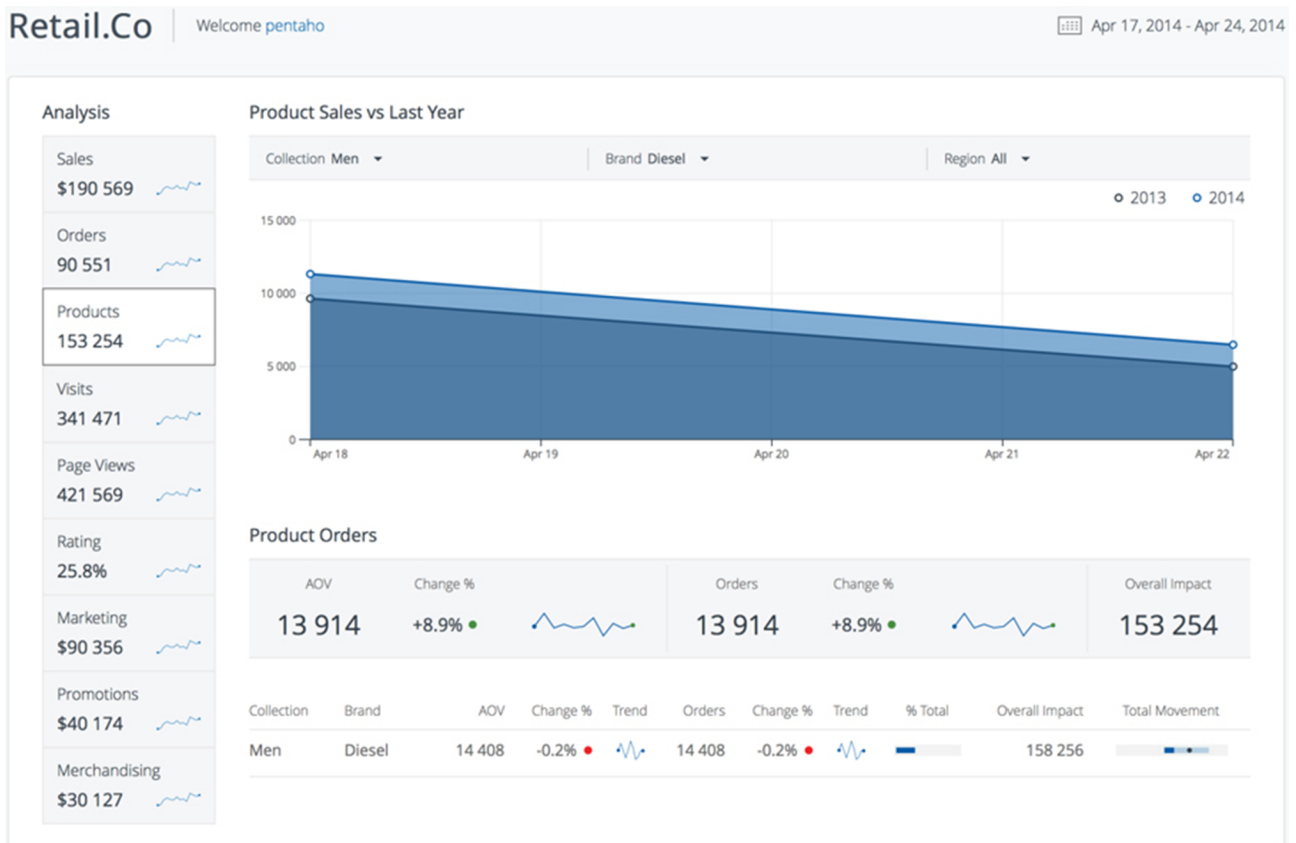 Retail.Co
Welcome pentaho
Apr 17, 2014 - Apr 24, 2014
Analysis
Sales
$190 569
Orders
90 551
Products
153 254
Visits
341 471
Page Views
421 569
Rating
25.8%
Marketing
$90 356
Promotions
$40 174
Merchandising
$30 127
Product Sales vs Last Year
Collection Men
Brand Diesel
Region All
2013
2014
15 000
10 000
5 000
0
Apr 18
Apr 19
Apr 20
Apr 21
Apr 22
Product Orders
AOV Change % Orders Change % Overall Impact
13 914 +8.9% 13 914 +8.9% 153 254
Collection Brand AOV Change % Trend Orders Change % Trend % Total Overall Impact Total Movement
Men Diesel 14 408 -0.2% 14 408 -0.2% 158 256